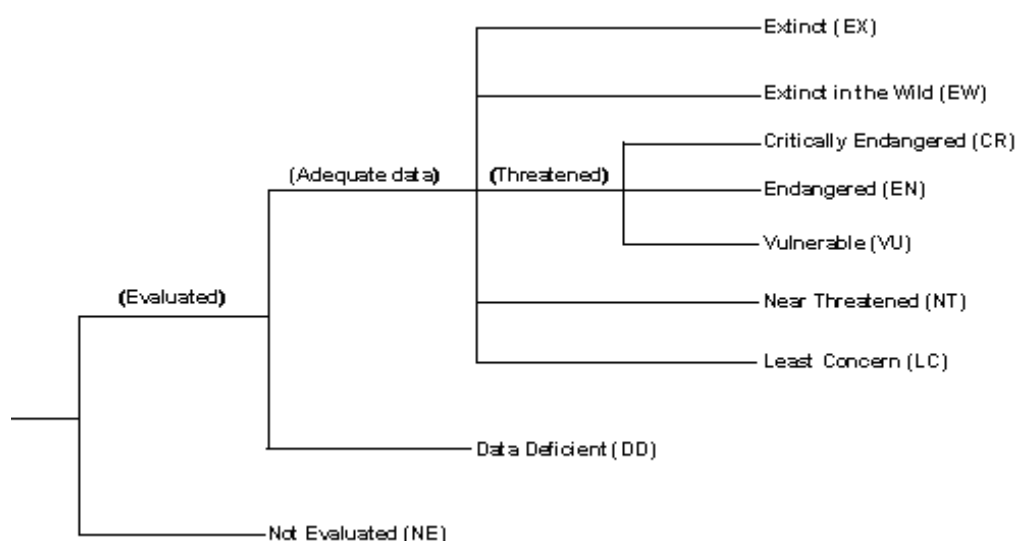 Extinct (EX)
Extinct in the Wild (EW)
Critically Endangered (CR)
(Adequate data)
(Threatened)
Endangered (EN)
Vulnerable (VU)
(Evaluated)
Near Threatened (NT)
Least Concern (LC)
Data Deficient (DD)
Not Evaluated (NE)